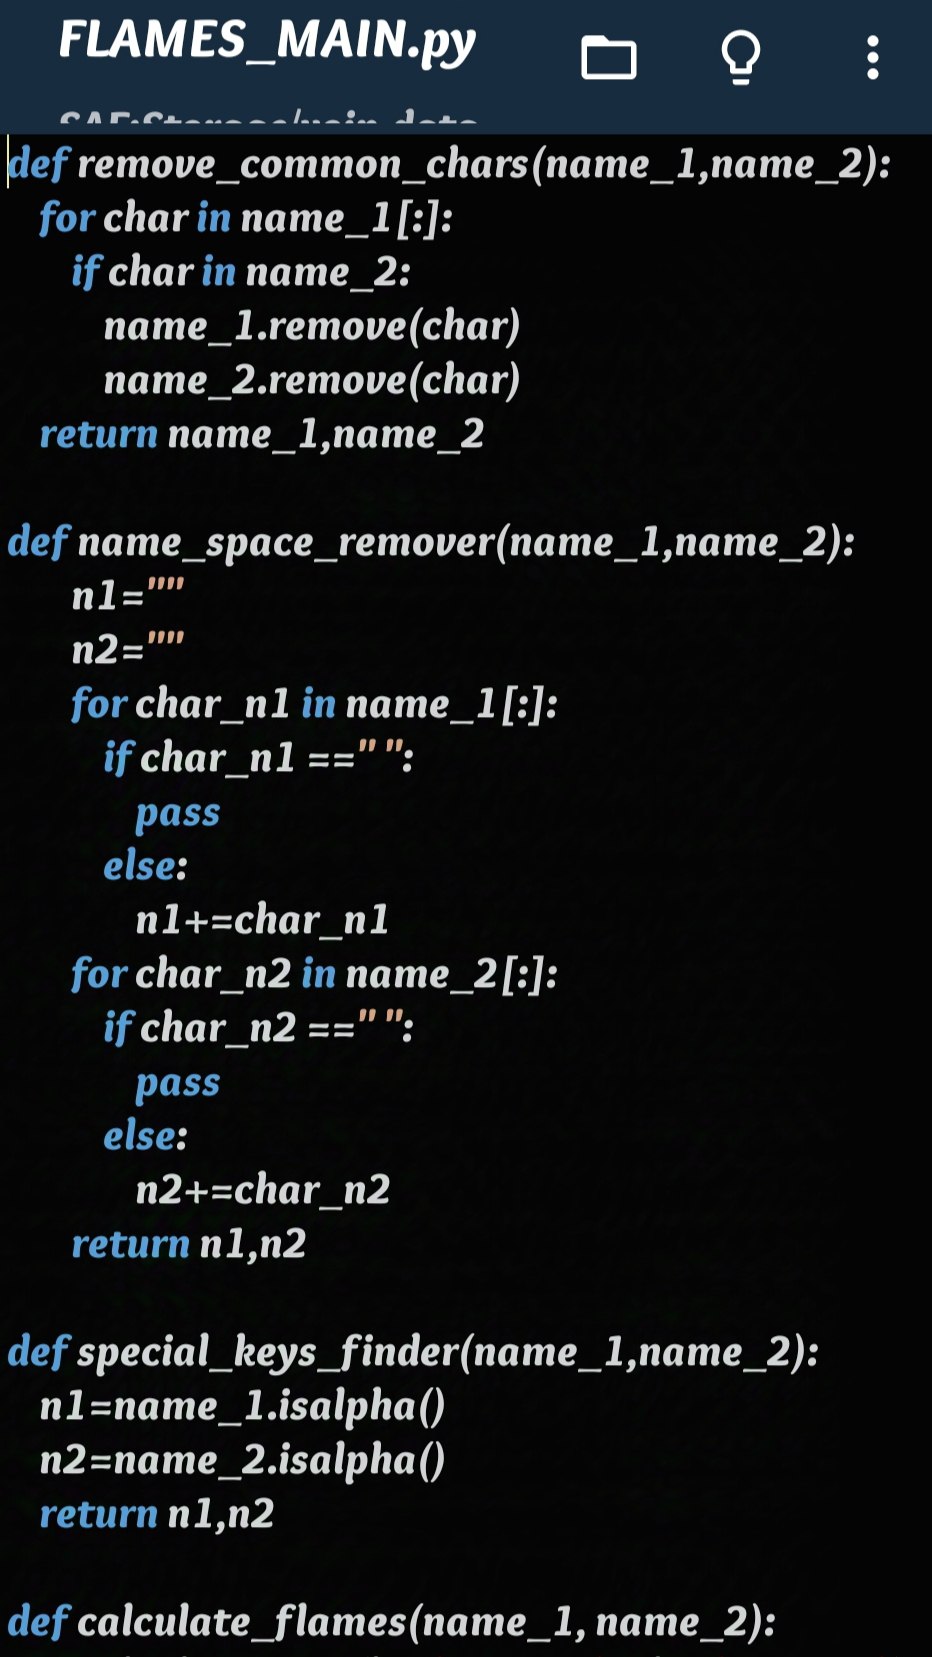 FLAMES_MAIN.py
def remove_common_chars(name_1,name_2):
  for char in name_1[:]:
    if char in name_2:
      name_1.remove(char)
      name_2.remove(char)
  return name_1,name_2
def name_space_remover(name_1,name_2):
    n1=""
    n2=""
    for char_n1 in name_1[:]:
      if char_n1 ==" ":
        pass
      else:
        n1+=char_n1
    for char_n2 in name_2[:]:
      if char_n2 ==" ":
        pass
      else:
        n2+=char_n2
    return n1,n2
def special_keys_finder(name_1,name_2):
  n1=name_1.isalpha()
  n2=name_2.isalpha()
  return n1,n2
def calculate_flames(name_1, name_2):